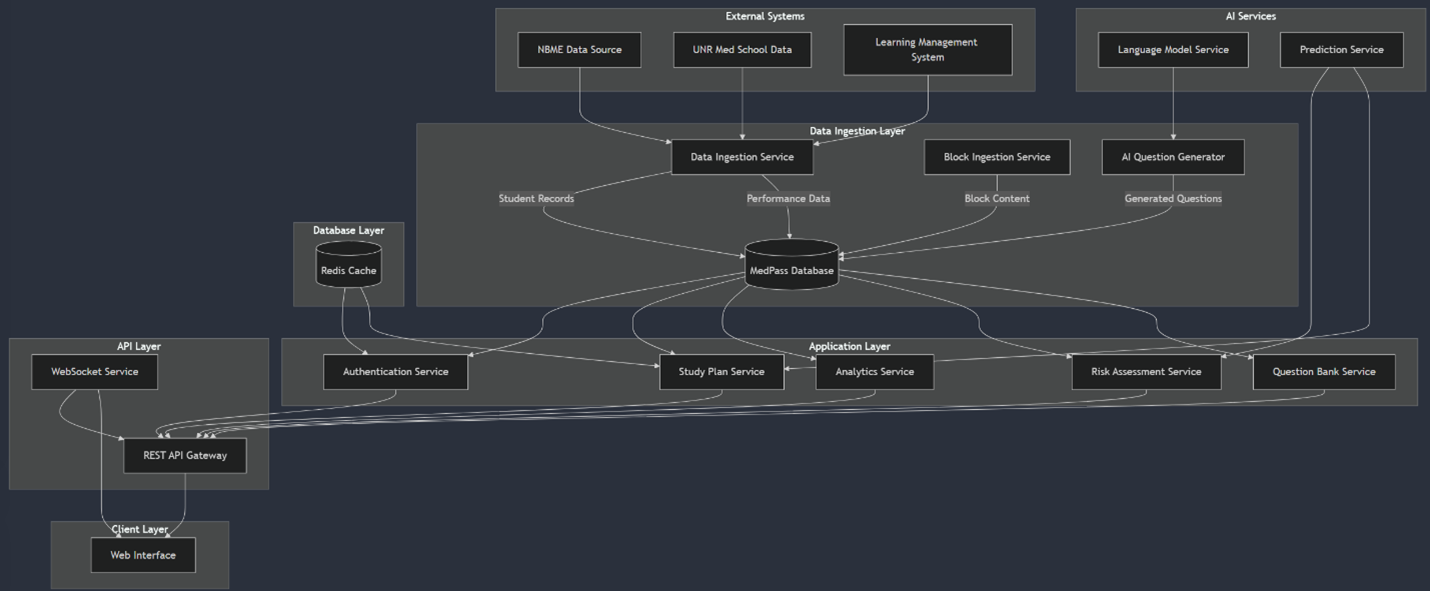 External Systems
AI Services
NBME Data Source
UNR Med School Data
Learning Management
System
Language Model Service
Prediction Service
Data Ingestion Layer
Data Ingestion Service
Block Ingestion Service
AI Question Generator
Student Records
Performance Data
Block Content
Generated Questions
Database Layer
Redis Cache
MedPass Database
API Layer
Application Layer
WebSocket Service
Authentication Service
Study Plan Service
Analytics Service
Risk Assessment Service
Question Bank Service
REST API Gateway
Client Layer
Web Interface